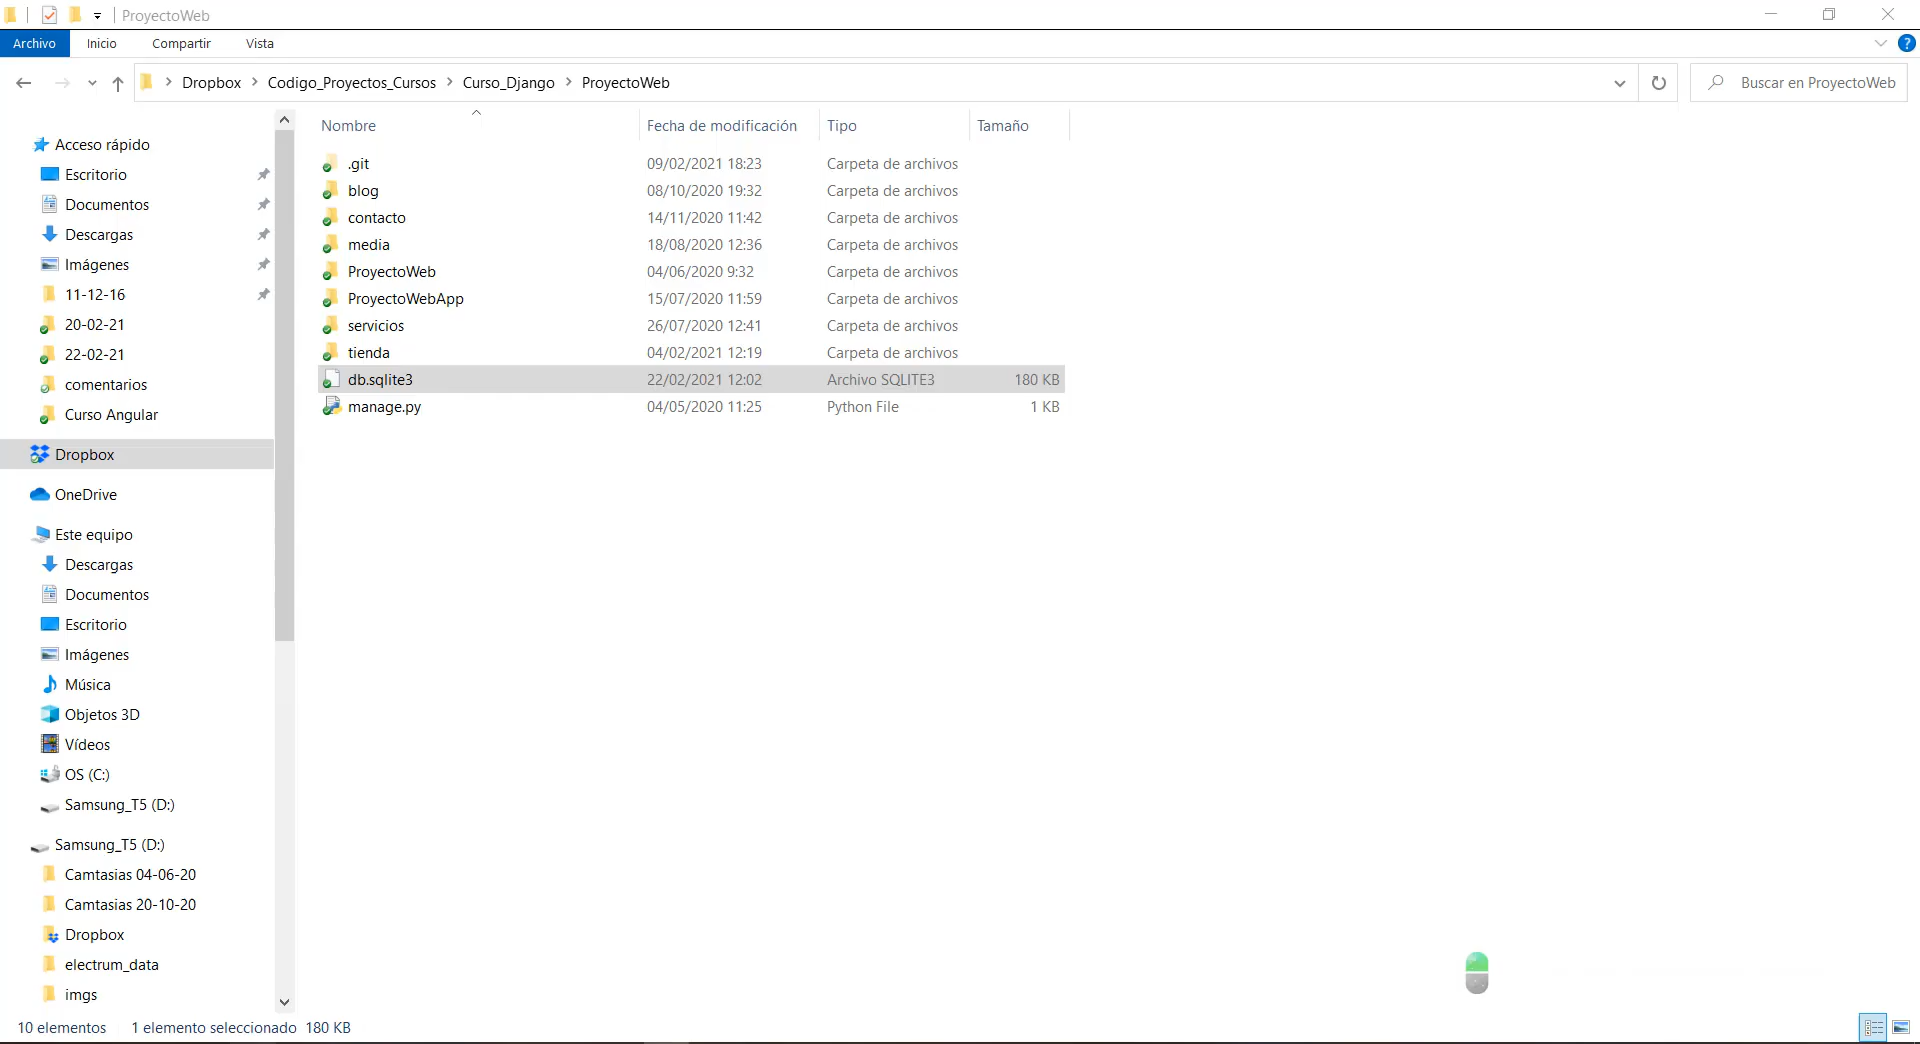 ProyectoWeb
Archivo Inicio Compartir Vista
Dropbox Codigo_Proyectos_Cursos Curso_Django ProyectoWeb Buscar en ProyectoWeb
Nombre Fecha de modificación Tipo Tamaño
.git 09/02/2021 18:23 Carpeta de archivos
blog 08/10/2020 19:32 Carpeta de archivos
contacto 14/11/2020 11:42 Carpeta de archivos
media 18/08/2020 12:36 Carpeta de archivos
ProyectoWeb 04/06/2020 9:32 Carpeta de archivos
ProyectoWebApp 15/07/2020 11:59 Carpeta de archivos
servicios 26/07/2020 12:41 Carpeta de archivos
tienda 04/02/2021 12:19 Carpeta de archivos
db.sqlite3 22/02/2021 12:02 Archivo SQLITE3 180 KB
manage.py 04/05/2020 11:25 Python File 1 KB
Acceso rápido
Escritorio
Documentos
Descargas
Imágenes
11-12-16
20-02-21
22-02-21
comentarios
Curso Angular
Dropbox
OneDrive
Este equipo
Descargas
Documentos
Escritorio
Imágenes
Música
Objetos 3D
Vídeos
OS (C:)
Samsung_T5 (D:)
Samsung_T5 (D:)
Camtasias 04-06-20
Camtasias 20-10-20
Dropbox
electrum_data
imgs
10 elementos 1 elemento seleccionado 180 KB